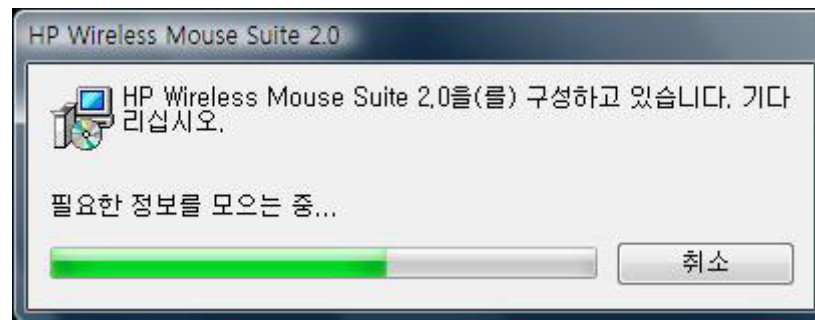 HP Wireless Mouse Suite 2.0
HP Wireless Mouse Suite 2.0을(를) 구성하고 있습니다. 기다
리십시오.
필요한 정보를 모으는 중...
취소